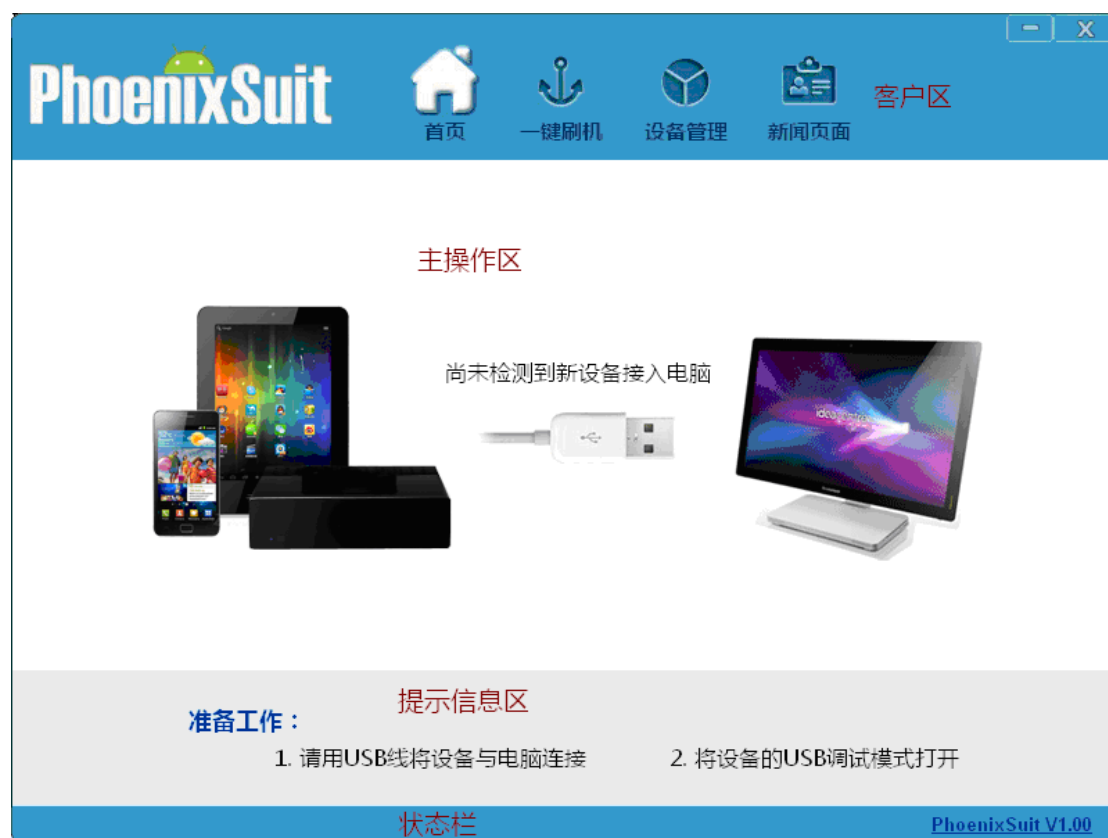 PhoenixSuit
首页
一键刷机
设备管理
新闻页面
客户区
主操作区
尚未检测到新设备接入电脑
提示信息区
准备工作：
1. 请用USB线将设备与电脑连接
2. 将设备的USB调试模式打开
状态栏
PhoenixSuit V1.00